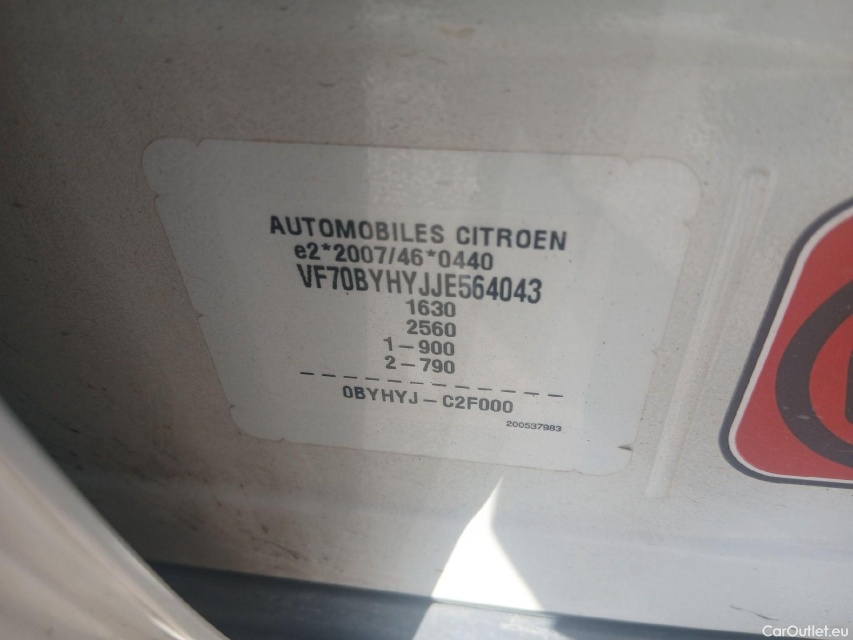 AUTOMOBILES CITROEN
e2*2007/46*0440
VF70BYHYJJE564043
1630
2560
1-900
2-790
0BYHYJ-C2F000
200537983
CarOutlet.eu